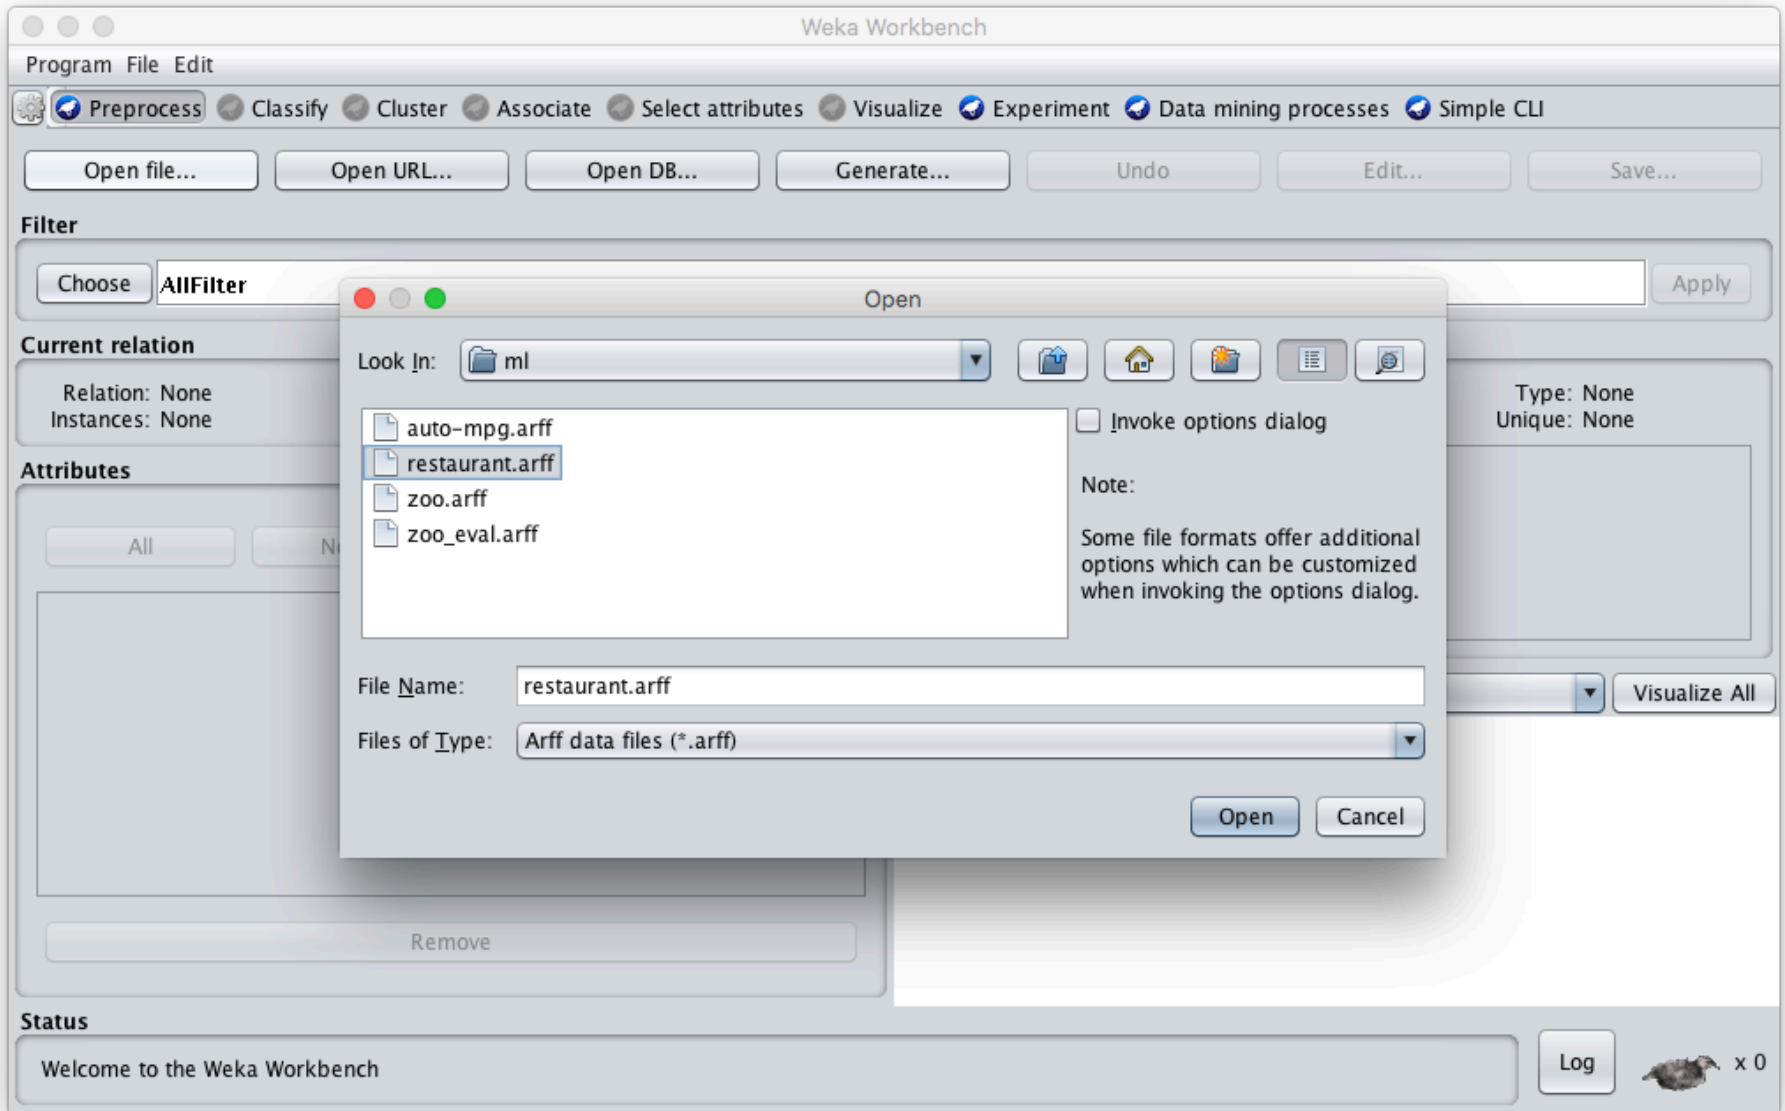 Weka Workbench
Program File Edit
Preprocess Classify Cluster Associate Select attributes Visualize Experiment Data mining processes Simple CLI
Open file... Open URL... Open DB... Generate... Undo Edit... Save...
Filter
Choose AllFilter Apply
Open
Current relation
Look In: ml
Relation: None Type: None
Instances: None Unique: None
auto-mpg.arff Invoke options dialog
restaurant.arff
Attributes
Note:
zoo.arff
zoo_eval.arff
Some file formats offer additional
options which can be customized
when invoking the options dialog.
All
File Name: restaurant.arff
Visualize All
Files of Type: Arff data files (*.arff)
Open Cancel
Remove
Status
Welcome to the Weka Workbench
Log x 0